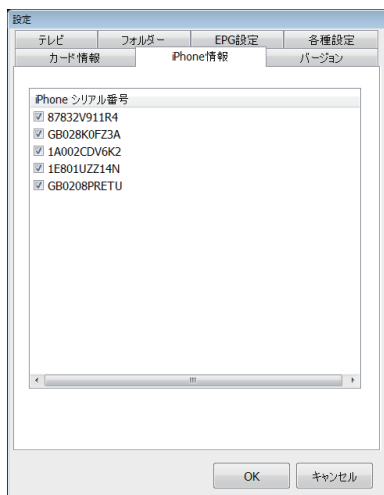 設定
テレビ フォルダー EPG設定 各種設定
カード情報 iPhone情報 バージョン
iPhone シリアル番号
87832V911R4
GB028K0FZ3A
1A002CDV6K2
1E801UZZ14N
GB0208PRETU
OK キャンセル